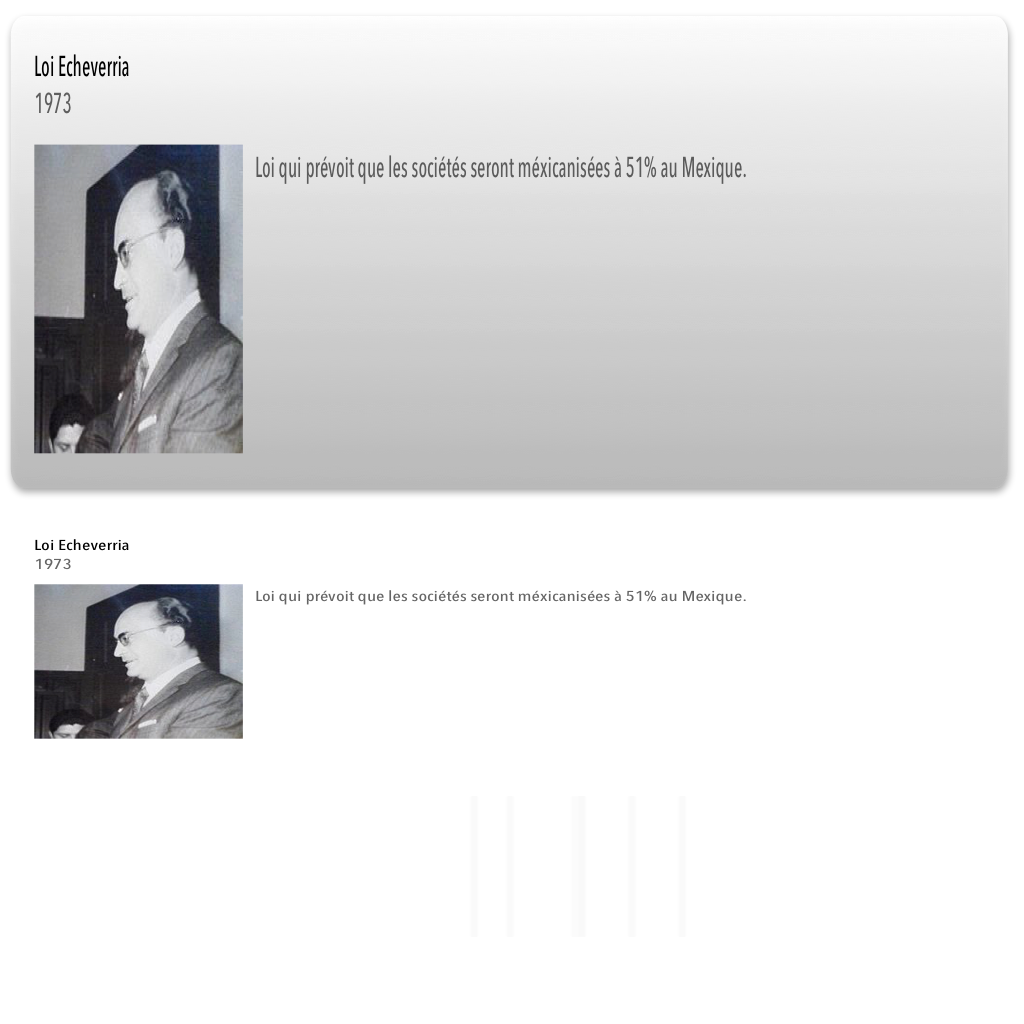 Loi Echeverria
1973
Loi qui prévoit que les sociétés seront méxicanisées à 51% au Mexique.
Loi Echeverria
1973
Loi qui prévoit que les sociétés seront méxicanisées à 51% au Mexique.